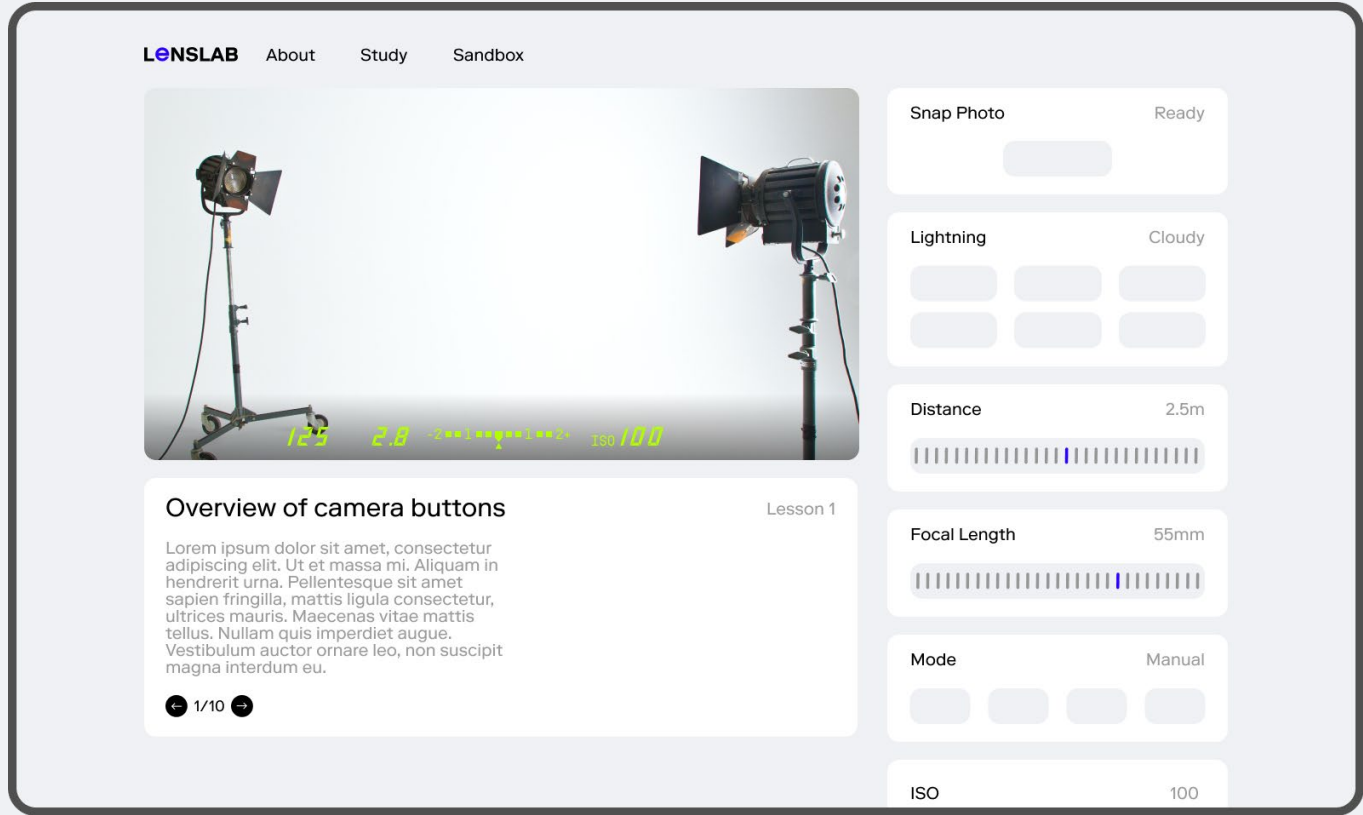 LeNSLAB About Study Sandbox
125 2.8 -2■■1■■■■■1■■2+ ISO 100
Overview of camera buttons
Lesson 1
Lorem ipsum dolor sit amet, consectetur
adipiscing elit. Ut et massa mi. Aliquam in
hendrerit urna. Pellentesque sit amet
sapien fringilla, mattis ligula consectetur,
ultrices mauris. Maecenas vitae mattis
tellus. Nullam quis imperdiet augue.
Vestibulum auctor ornare leo, non suscipit
magna interdum eu.
← 1/10 →
Snap Photo Ready
Lightning Cloudy
Distance 2.5m
Focal Length 55mm
Mode Manual
ISO 100